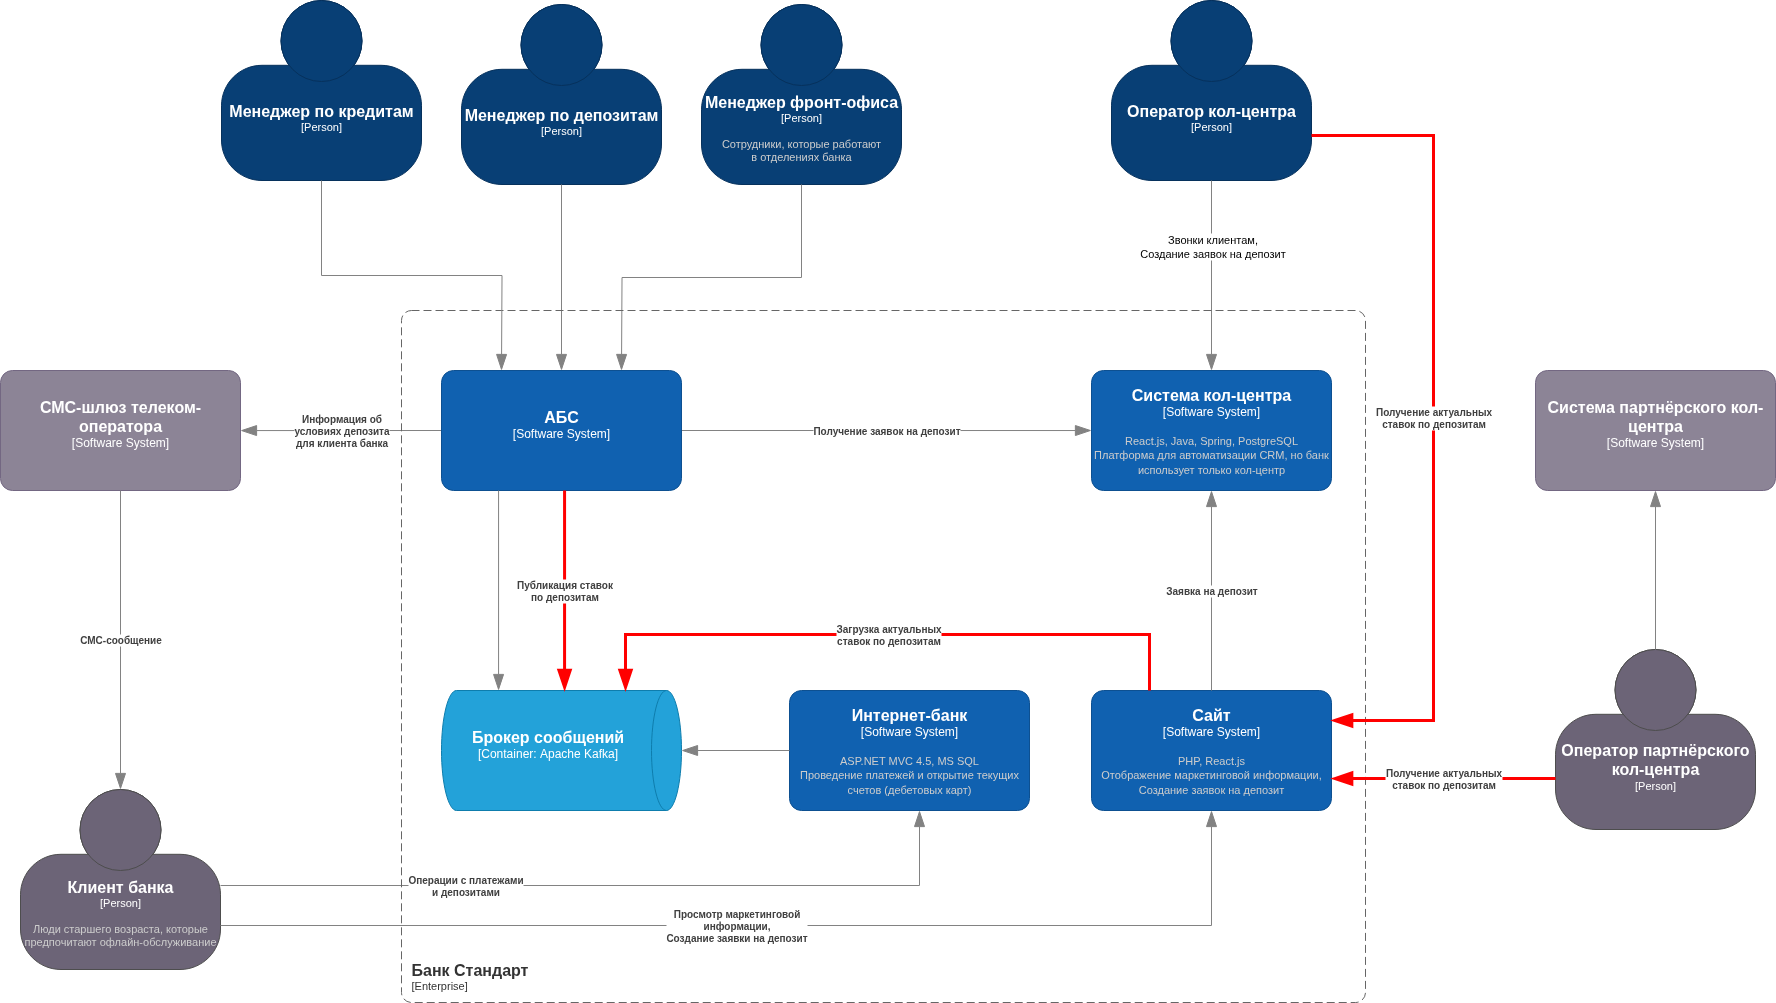 Менеджер по кредитам
[Person]
Менеджер по депозитам
[Person]
Менеджер фронт-офиса
[Person]
Сотрудники, которые работают
в отделениях банка
Оператор кол-центра
[Person]
Звонки клиентам,
Создание заявок на депозит
СМС-шлюз телеком-
оператора
[Software System]
Информация об
условиях депозита
для клиента банка
АБС
[Software System]
Получение заявок на депозит
Система кол-центра
[Software System]
React.js, Java, Spring, PostgreSQL
Платформа для автоматизации CRM, но банк
использует только кол-центр
Получение актуальных
ставок по депозитам
Система партнёрского кол-
центра
[Software System]
Публикация ставок
по депозитам
Заявка на депозит
СМС-сообщение
Загрузка актуальных
ставок по депозитам
Брокер сообщений
[Container: Apache Kafka]
Интернет-банк
[Software System]
ASP.NET MVC 4.5, MS SQL
Проведение платежей и открытие текущих
счетов (дебетовых карт)
Сайт
[Software System]
PHP, React.js
Отображение маркетинговой информации,
Создание заявок на депозит
Получение актуальных
ставок по депозитам
Оператор партнёрского
кол-центра
[Person]
Клиент банка
[Person]
Люди старшего возраста, которые
предпочитают офлайн-обслуживание
Операции с платежами
и депозитами
Просмотр маркетинговой
информации,
Создание заявки на депозит
Банк Стандарт
[Enterprise]